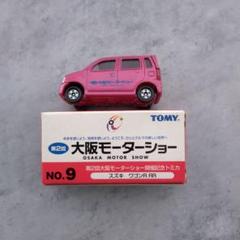 TOMY
第2回 大阪モーターショー
OSAKA MOTOR SHOW
NO.9
第2回大阪モーターショー開催記念トミカ
スズキ ワゴンR RR